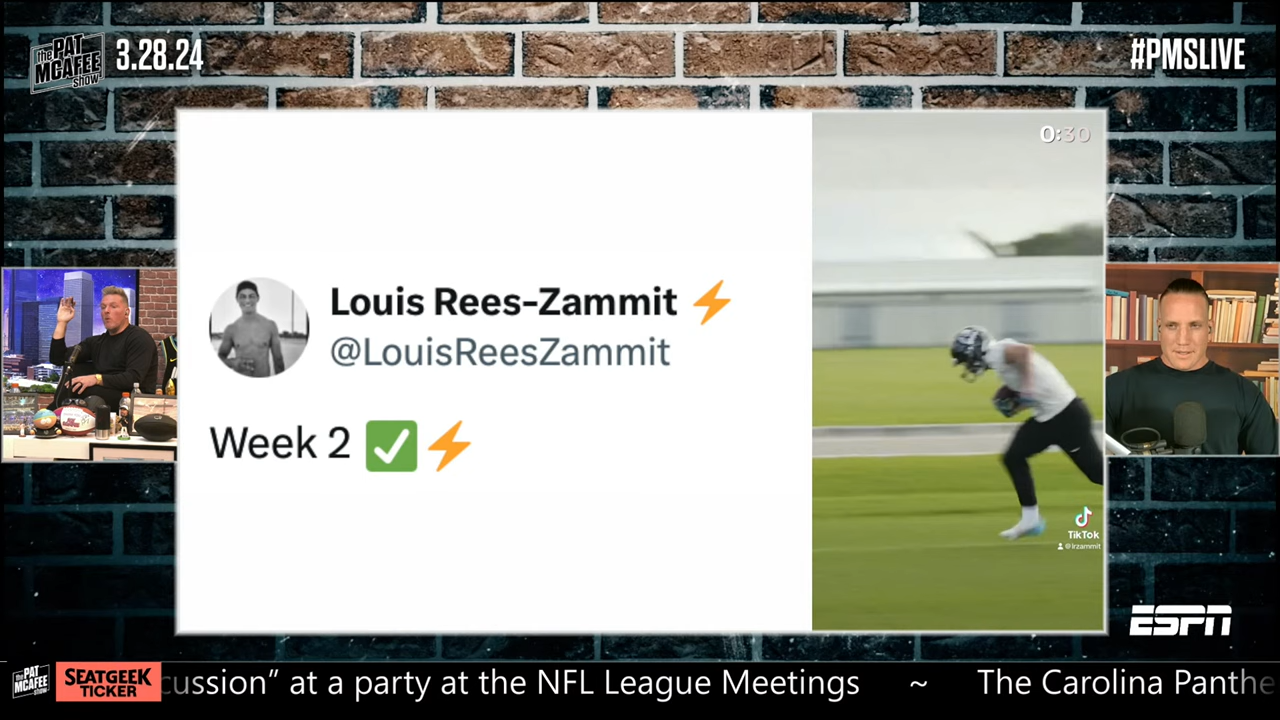 the PAT MCAFEE show
3.28.24
#PMSLIVE
0:30
Louis Rees-Zammit ⚡
@LouisReesZammit
Week 2 ✅⚡
TikTok
@lrzammit
ESPN
the PAT MCAFEE show
SEATGEEK
TICKER
cussion” at a party at the NFL League Meetings ~ The Carolina Panthe